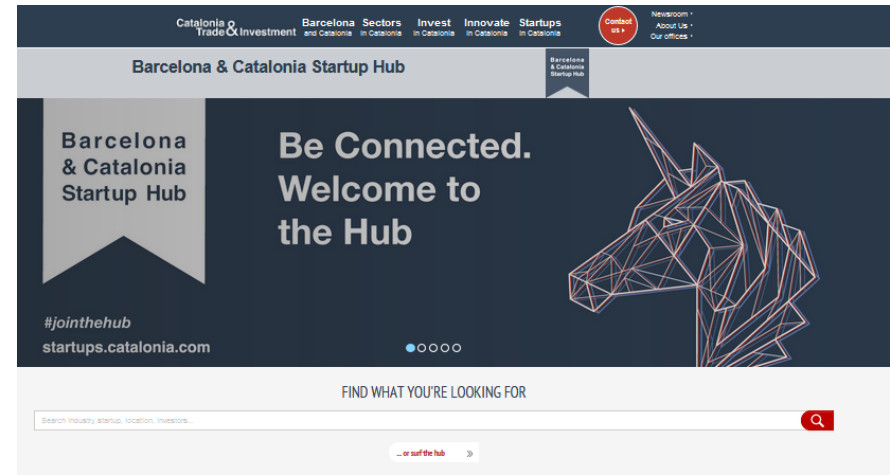 Catalonia
Trade & Investment
Barcelona
and Catalonia
Sectors
in Catalonia
Invest
in Catalonia
Innovate
in Catalonia
Startups
in Catalonia
Contact
us
Newsroom
About Us
Our offices
Barcelona & Catalonia Startup Hub
Barcelona
& Catalonia
Startup Hub
Barcelona
& Catalonia
Startup Hub
Be Connected.
Welcome to
the Hub
#jointhehub
startups.catalonia.com
FIND WHAT YOU'RE LOOKING FOR
Search industry, startup, location, investors...
... or surf the hub